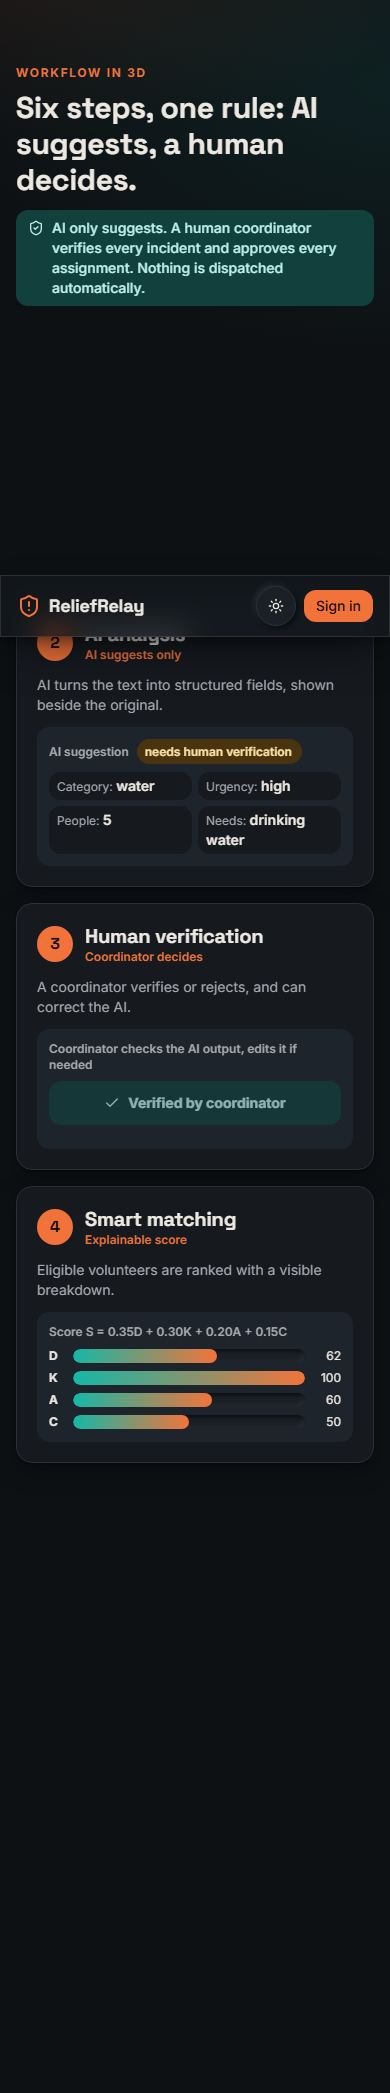 WORKFLOW IN 3D
Six steps, one rule: AI
suggests, a human
decides.
AI only suggests. A human coordinator
verifies every incident and approves every
assignment. Nothing is dispatched
automatically.
ReliefRelay
Sign in
2
AI analysis
AI suggests only
AI turns the text into structured fields, shown
beside the original.
AI suggestion needs human verification
Category: water
Urgency: high
People: 5
Needs: drinking
water
3
Human verification
Coordinator decides
A coordinator verifies or rejects, and can
correct the AI.
Coordinator checks the AI output, edits it if
needed
Verified by coordinator
4
Smart matching
Explainable score
Eligible volunteers are ranked with a visible
breakdown.
Score S = 0.35D + 0.30K + 0.20A + 0.15C
D 62
K 100
A 60
C 50